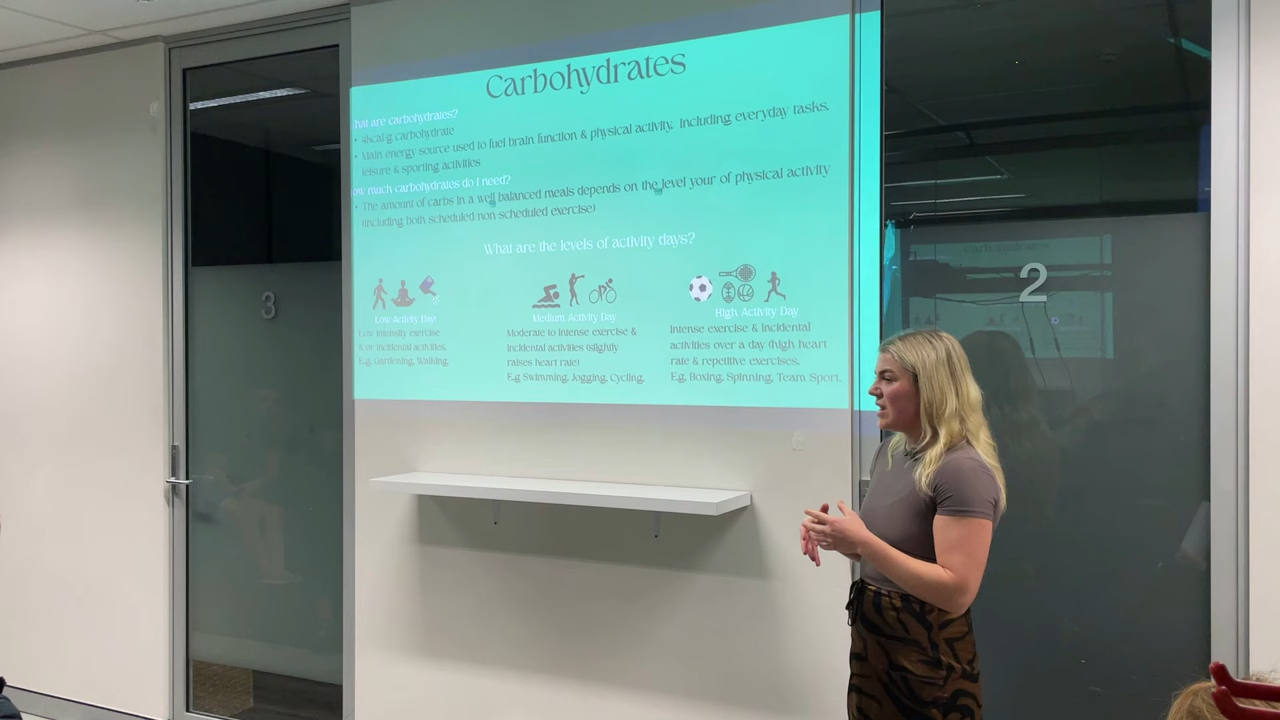 Carbohydrates
hat are carbohydrates?
• 4kcal g carbohydrate
• Main energy source used to fuel brain function & physical activity. Including everyday tasks,
leisure & sporting activities
ow much carbohydrates do I need?
• The amount of carbs in a well balanced meals depends on the level your of physical activity
(including both scheduled non scheduled exercise)
What are the levels of activity days?
Low Activity Day:
Low intensity exercise
&/or incidental activities.
E.g. Gardening, Walking,
Medium Activity Day
Moderate to intense exercise &
incidental activities (slightly
raises heart rate)
E.g Swimming, Jogging, Cycling,
High Activity Day
Intense exercise & Incidental
activities over a day (high heart
rate & repetitive exercises.
E.g, Boxing, Spinning, Team Sport,
3
2
Carbohydrates